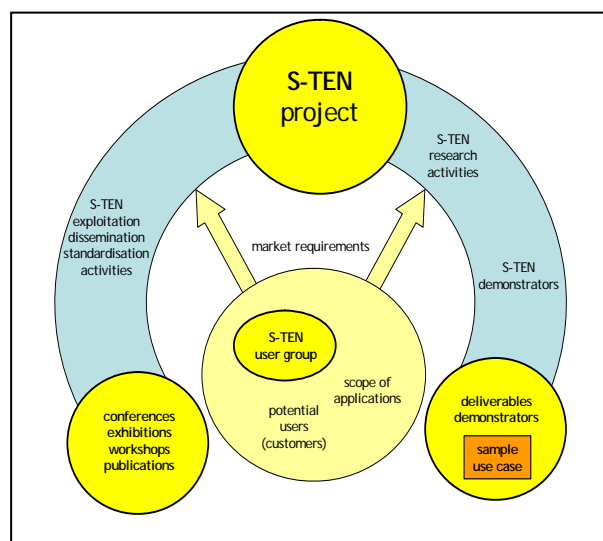 S-TEN
project
S-TEN
research
activities
S-TEN
exploitation
dissemination
standardisation
activities
market requirements
S-TEN
demonstrators
S-TEN
user group
scope of
applications
potential
users
(customers)
conferences
exhibitions
workshops
publications
deliverables
demonstrators
sample
use case